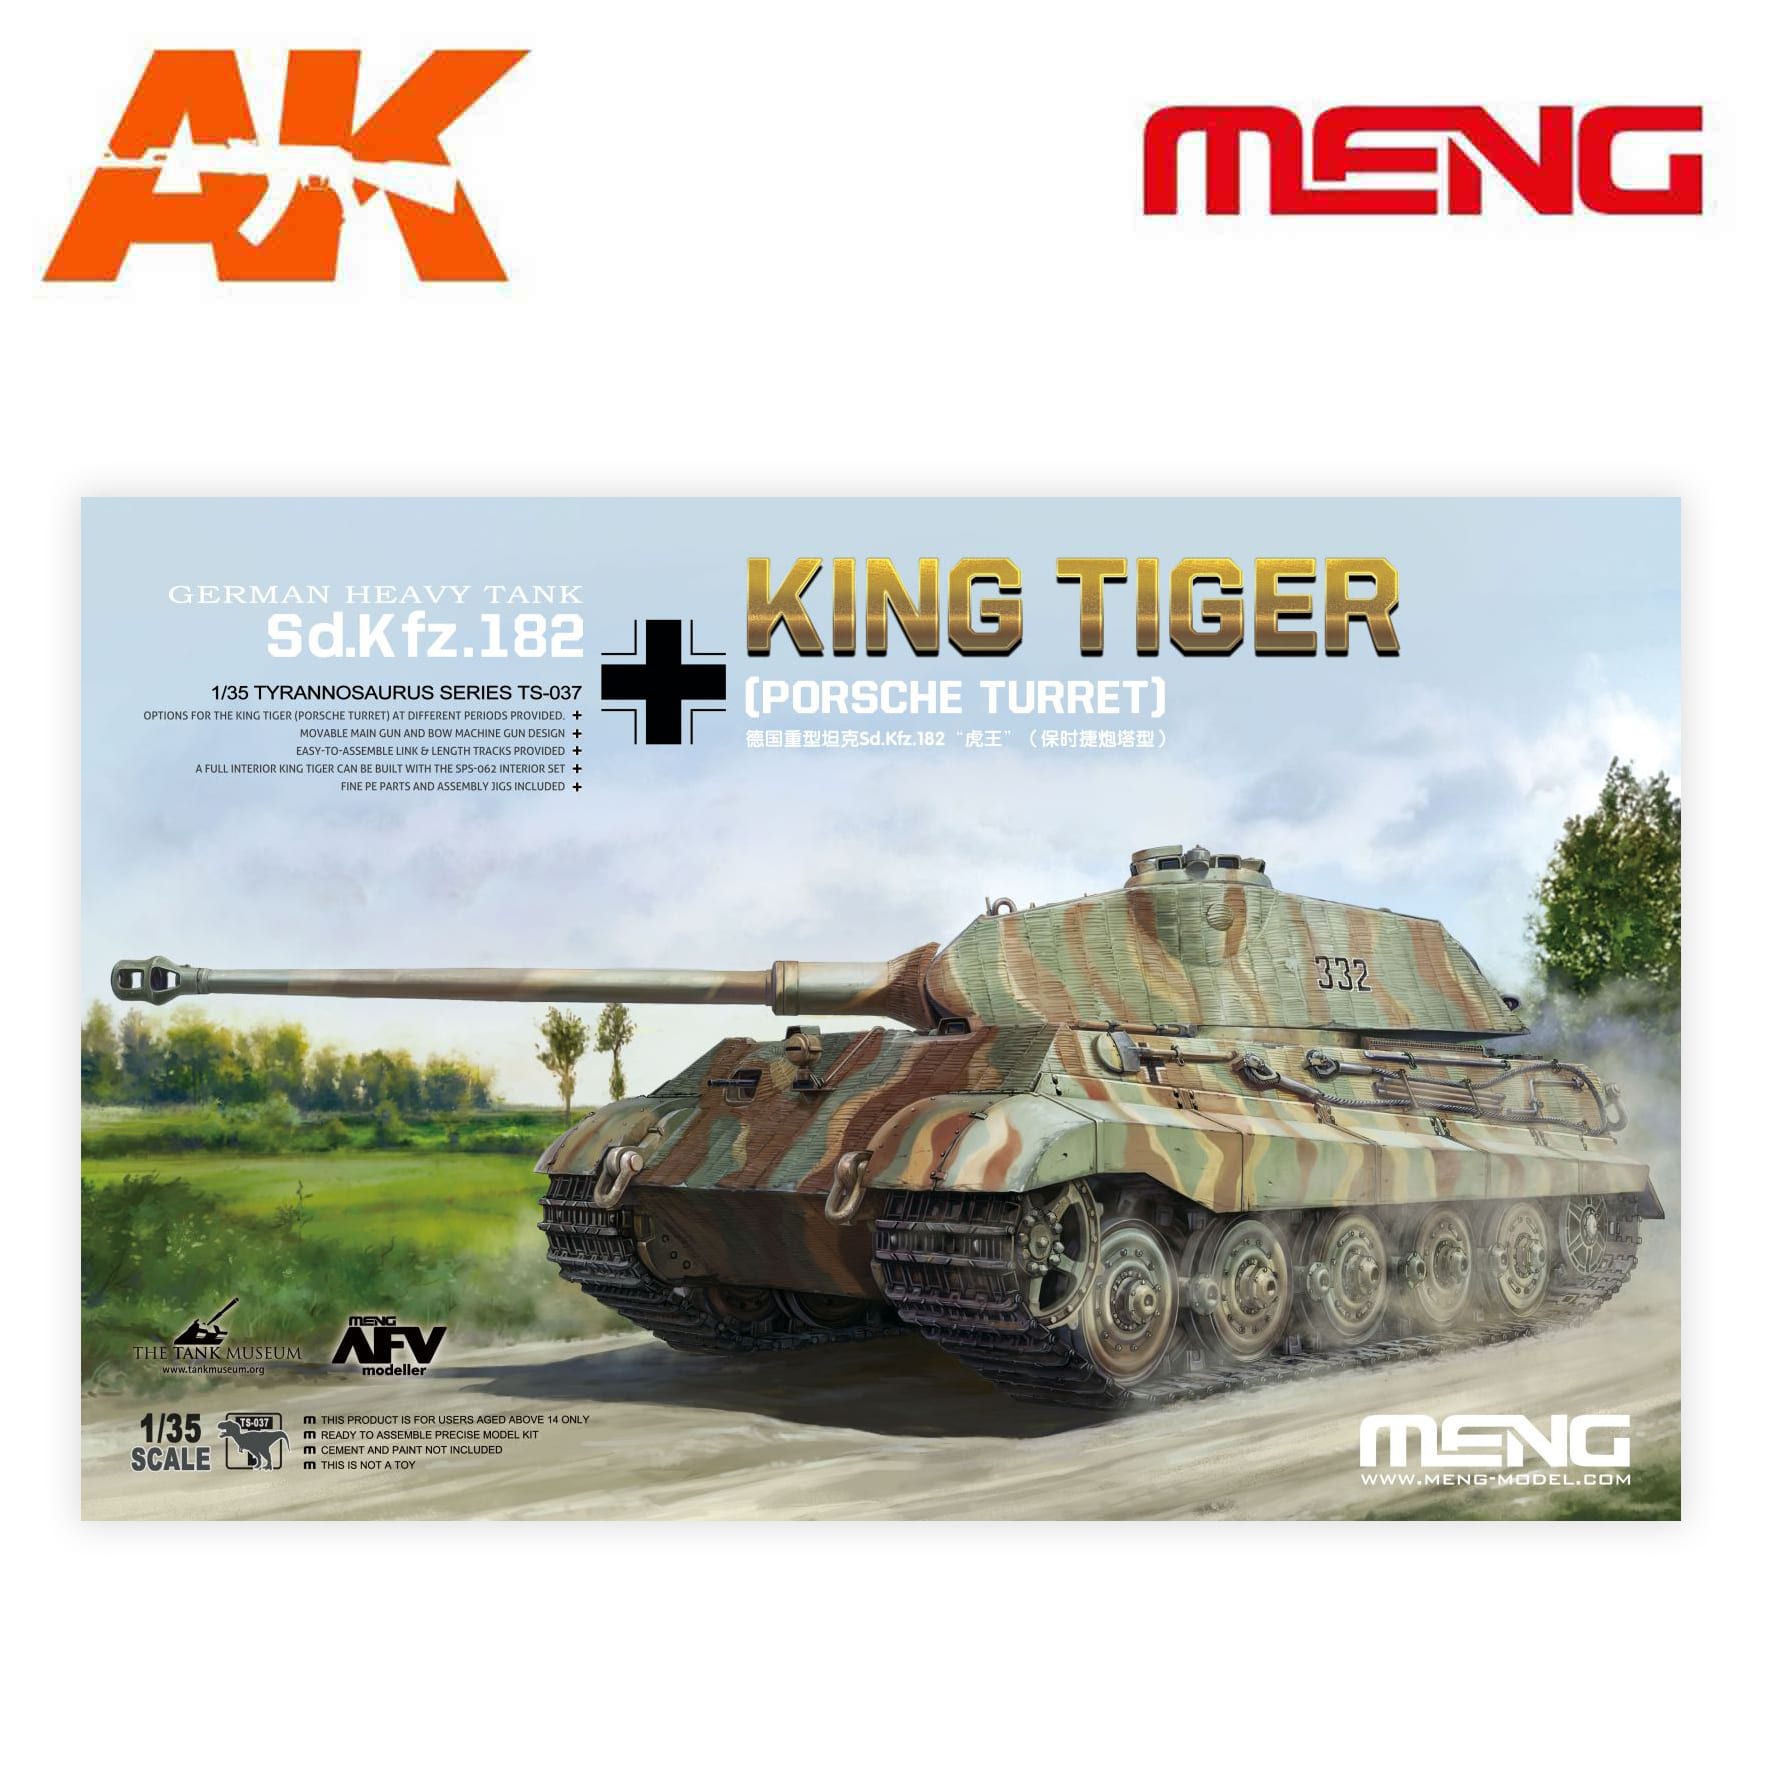 AK
MENG
GERMAN HEAVY TANK
Sd.Kfz.182
1/35 TYRANNOSAURUS SERIES TS-037
OPTIONS FOR THE KING TIGER (PORSCHE TURRET) AT DIFFERENT PERIODS PROVIDED. +
MOVABLE MAIN GUN AND BOW MACHINE GUN DESIGN +
EASY-TO-ASSEMBLE LINK & LENGTH TRACKS PROVIDED +
A FULL INTERIOR KING TIGER CAN BE BUILT WITH THE SPS-062 INTERIOR SET +
FINE PE PARTS AND ASSEMBLY JIGS INCLUDED +
KING TIGER
(PORSCHE TURRET)
德国重型坦克Sd.Kfz.182“虎王”（保时捷炮塔型）
332
THE TANK MUSEUM
www.tankmuseum.org
MENG
AFV
modeller
1/35
SCALE
TS-037
m THIS PRODUCT IS FOR USERS AGED ABOVE 14 ONLY
m READY TO ASSEMBLE PRECISE MODEL KIT
m CEMENT AND PAINT NOT INCLUDED
m THIS IS NOT A TOY
MENG
WWW.MENG-MODEL.COM